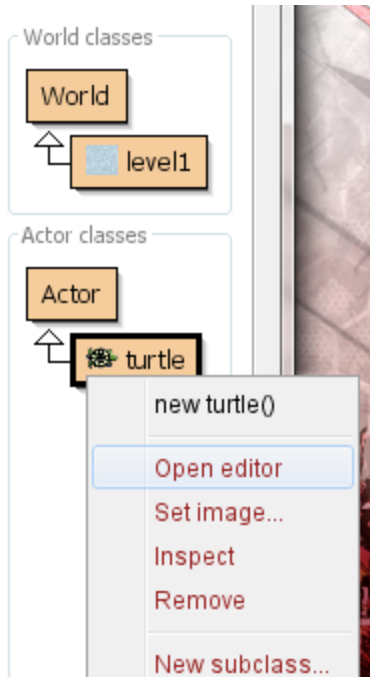 World classes
World
level1
Actor classes
Actor
turtle
new turtle()
Open editor
Set image...
Inspect
Remove
New subclass...